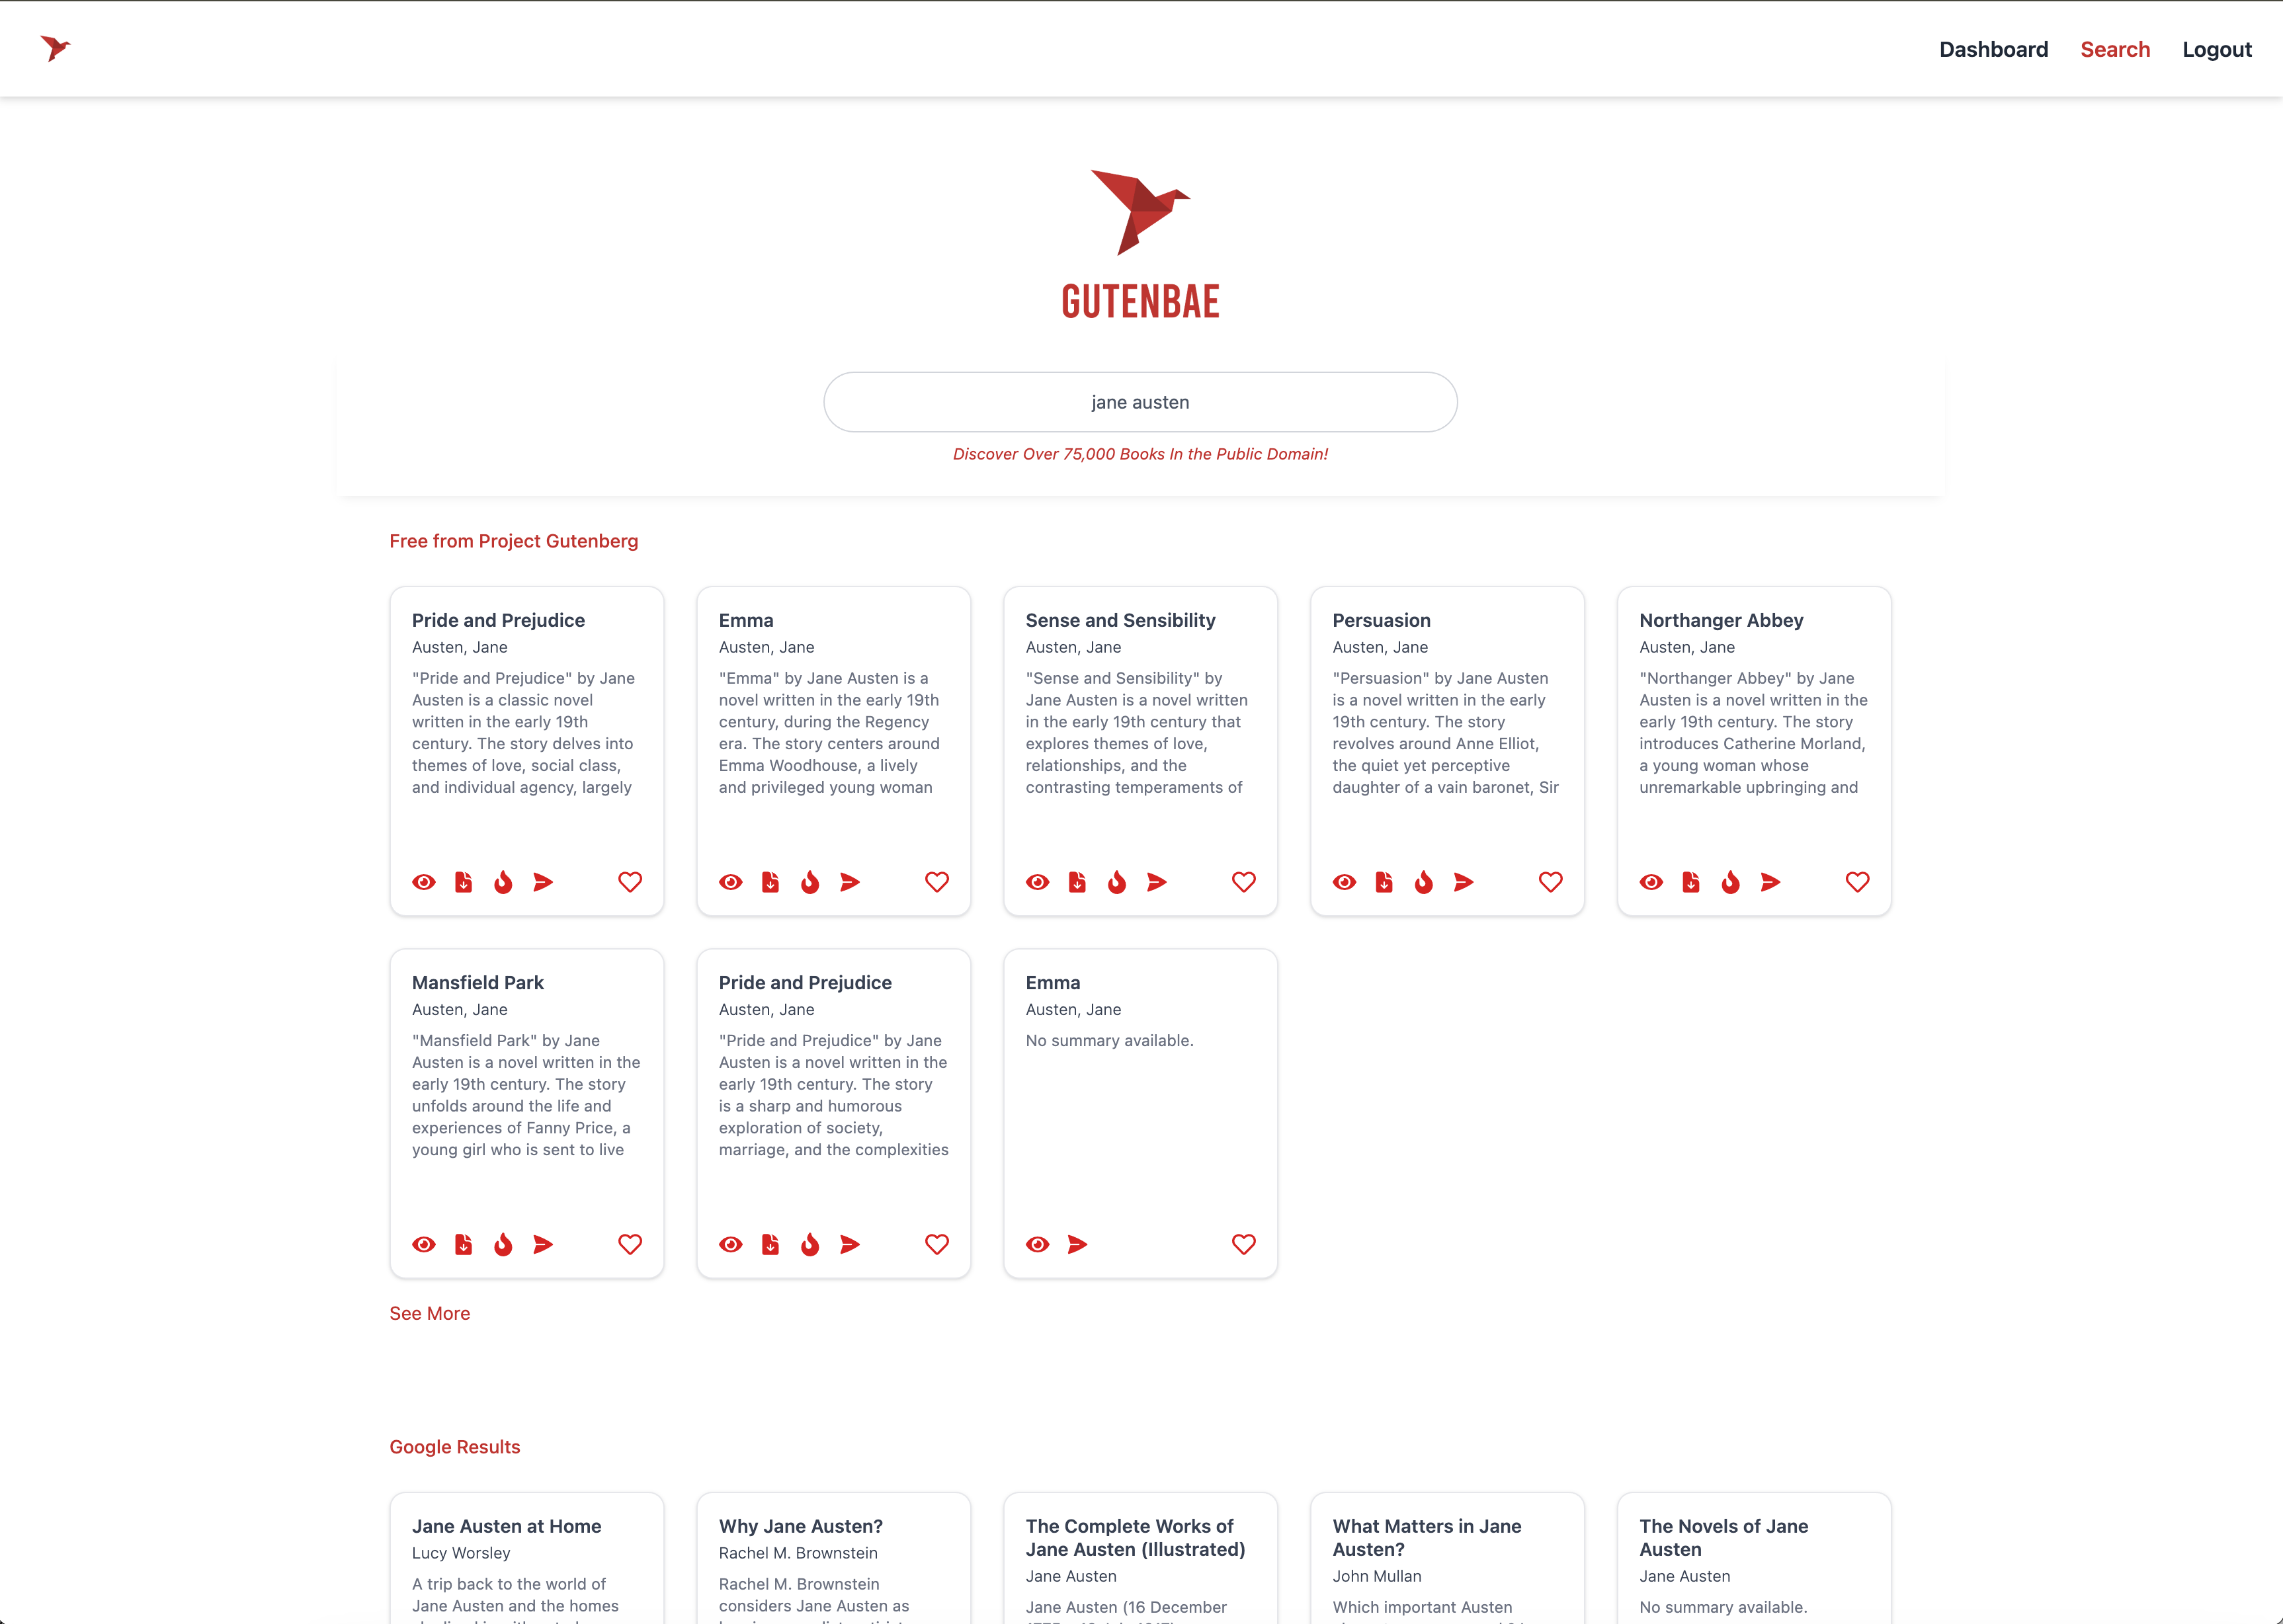 Dashboard Search Logout
GUTENBAE
jane austen
Discover Over 75,000 Books In the Public Domain!
Free from Project Gutenberg
Pride and Prejudice
Austen, Jane
"Pride and Prejudice" by Jane
Austen is a classic novel
written in the early 19th
century. The story delves into
themes of love, social class,
and individual agency, largely
Emma
Austen, Jane
"Emma" by Jane Austen is a
novel written in the early 19th
century, during the Regency
era. The story centers around
Emma Woodhouse, a lively
and privileged young woman
Sense and Sensibility
Austen, Jane
"Sense and Sensibility" by
Jane Austen is a novel written
in the early 19th century that
explores themes of love,
relationships, and the
contrasting temperaments of
Persuasion
Austen, Jane
"Persuasion" by Jane Austen
is a novel written in the early
19th century. The story
revolves around Anne Elliot,
the quiet yet perceptive
daughter of a vain baronet, Sir
Northanger Abbey
Austen, Jane
"Northanger Abbey" by Jane
Austen is a novel written in the
early 19th century. The story
introduces Catherine Morland,
a young woman whose
unremarkable upbringing and
Mansfield Park
Austen, Jane
"Mansfield Park" by Jane
Austen is a novel written in the
early 19th century. The story
unfolds around the life and
experiences of Fanny Price, a
young girl who is sent to live
Pride and Prejudice
Austen, Jane
"Pride and Prejudice" by Jane
Austen is a novel written in the
early 19th century. The story
is a sharp and humorous
exploration of society,
marriage, and the complexities
Emma
Austen, Jane
No summary available.
See More
Google Results
Jane Austen at Home
Lucy Worsley
A trip back to the world of
Jane Austen and the homes
Why Jane Austen?
Rachel M. Brownstein
Rachel M. Brownstein
considers Jane Austen as
The Complete Works of
Jane Austen (Illustrated)
Jane Austen
Jane Austen (16 December
What Matters in Jane
Austen?
John Mullan
Which important Austen
The Novels of Jane
Austen
Jane Austen
No summary available.